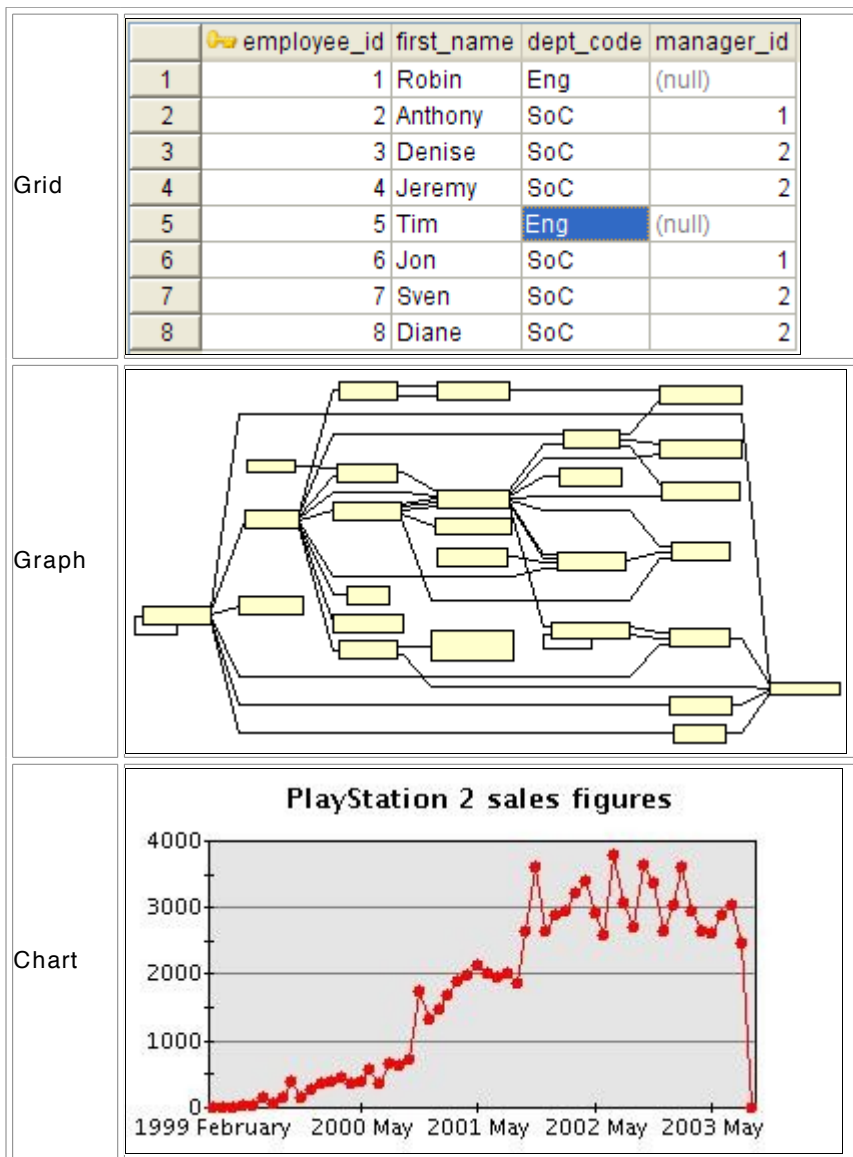 Grid
employee_id first_name dept_code manager_id
1 1 Robin Eng (null)
2 2 Anthony SoC 1
3 3 Denise SoC 2
4 4 Jeremy SoC 2
5 5 Tim Eng (null)
6 6 Jon SoC 1
7 7 Sven SoC 2
8 8 Diane SoC 2
Graph
Chart
PlayStation 2 sales figures
4000
3000
2000
1000
0
1999 February 2000 May 2001 May 2002 May 2003 May